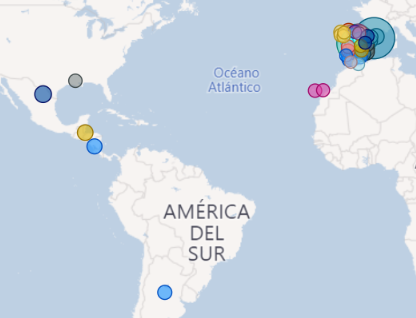 Océano
Atlántico
AMÉRICA
DEL
SUR